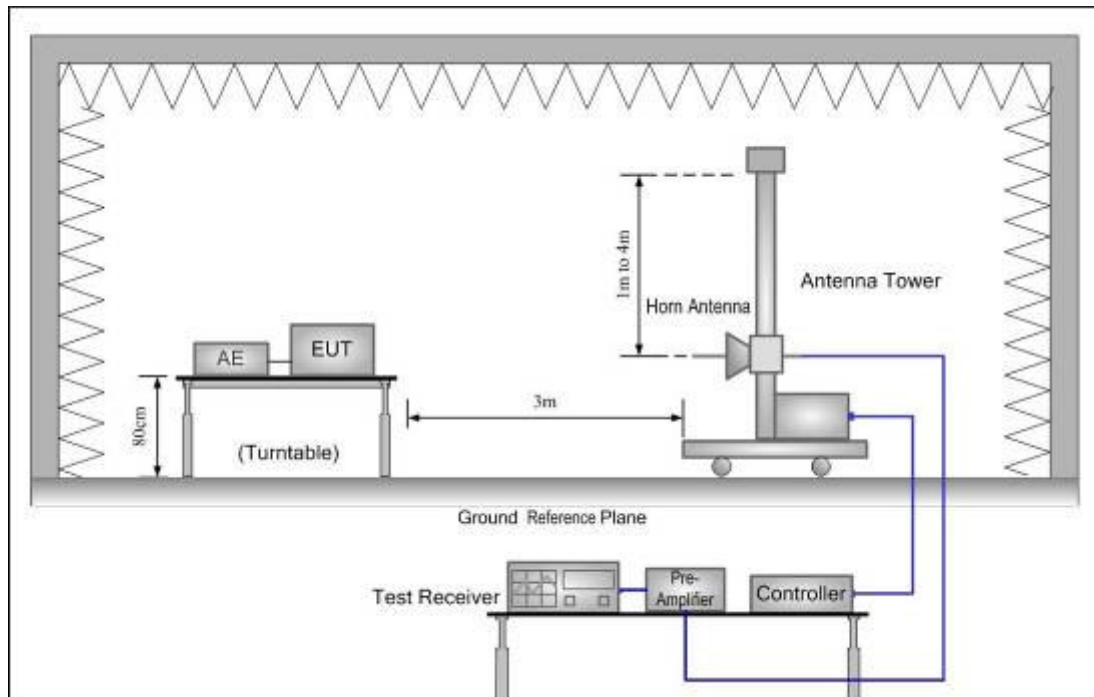 1m to 4m
Antenna Tower
Horn Antenna
AE
EUT
3m
80cm
(Turntable)
Ground Reference Plane
Test Receiver
Pre-
Amplifier
Controller